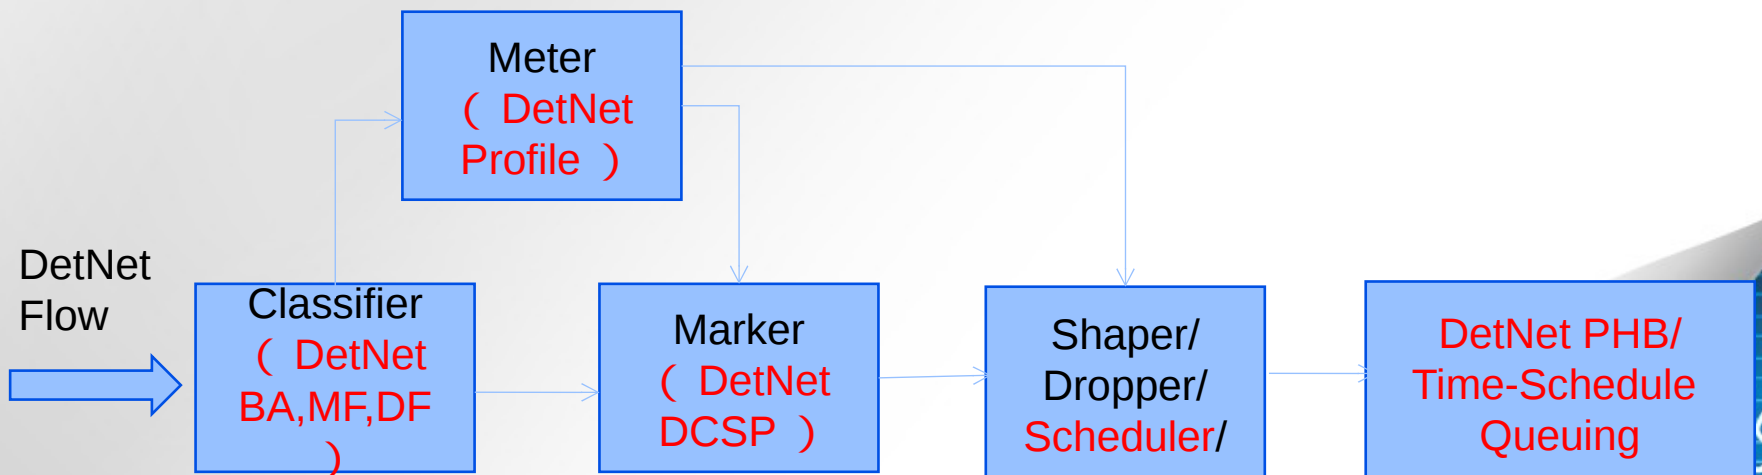 Meter
( DetNet
Profile )
DetNet
Flow
Classifier
( DetNet
BA,MF,DF
)
Marker
( DetNet
DCSP )
Shaper/
Dropper/
Scheduler/
DetNet PHB/
Time-Schedule
Queuing